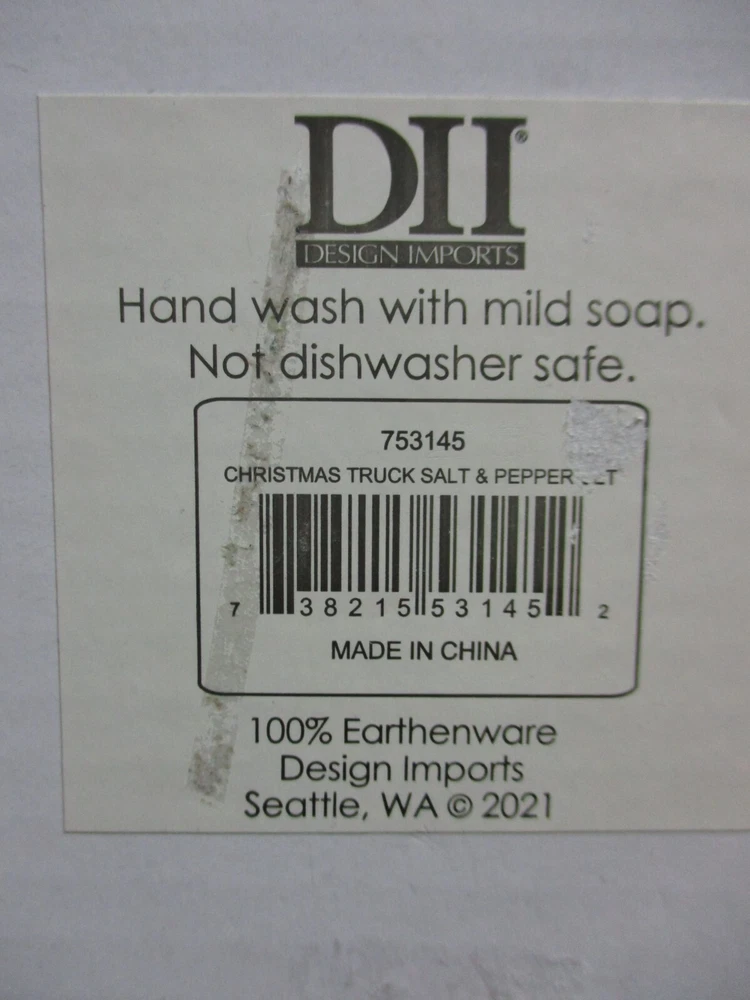 DII®
DESIGN IMPORTS
Hand wash with mild soap.
Not dishwasher safe.
753145
CHRISTMAS TRUCK SALT & PEPPER
7 38215 53145 2
MADE IN CHINA
100% Earthenware
Design Imports
Seattle, WA © 2021